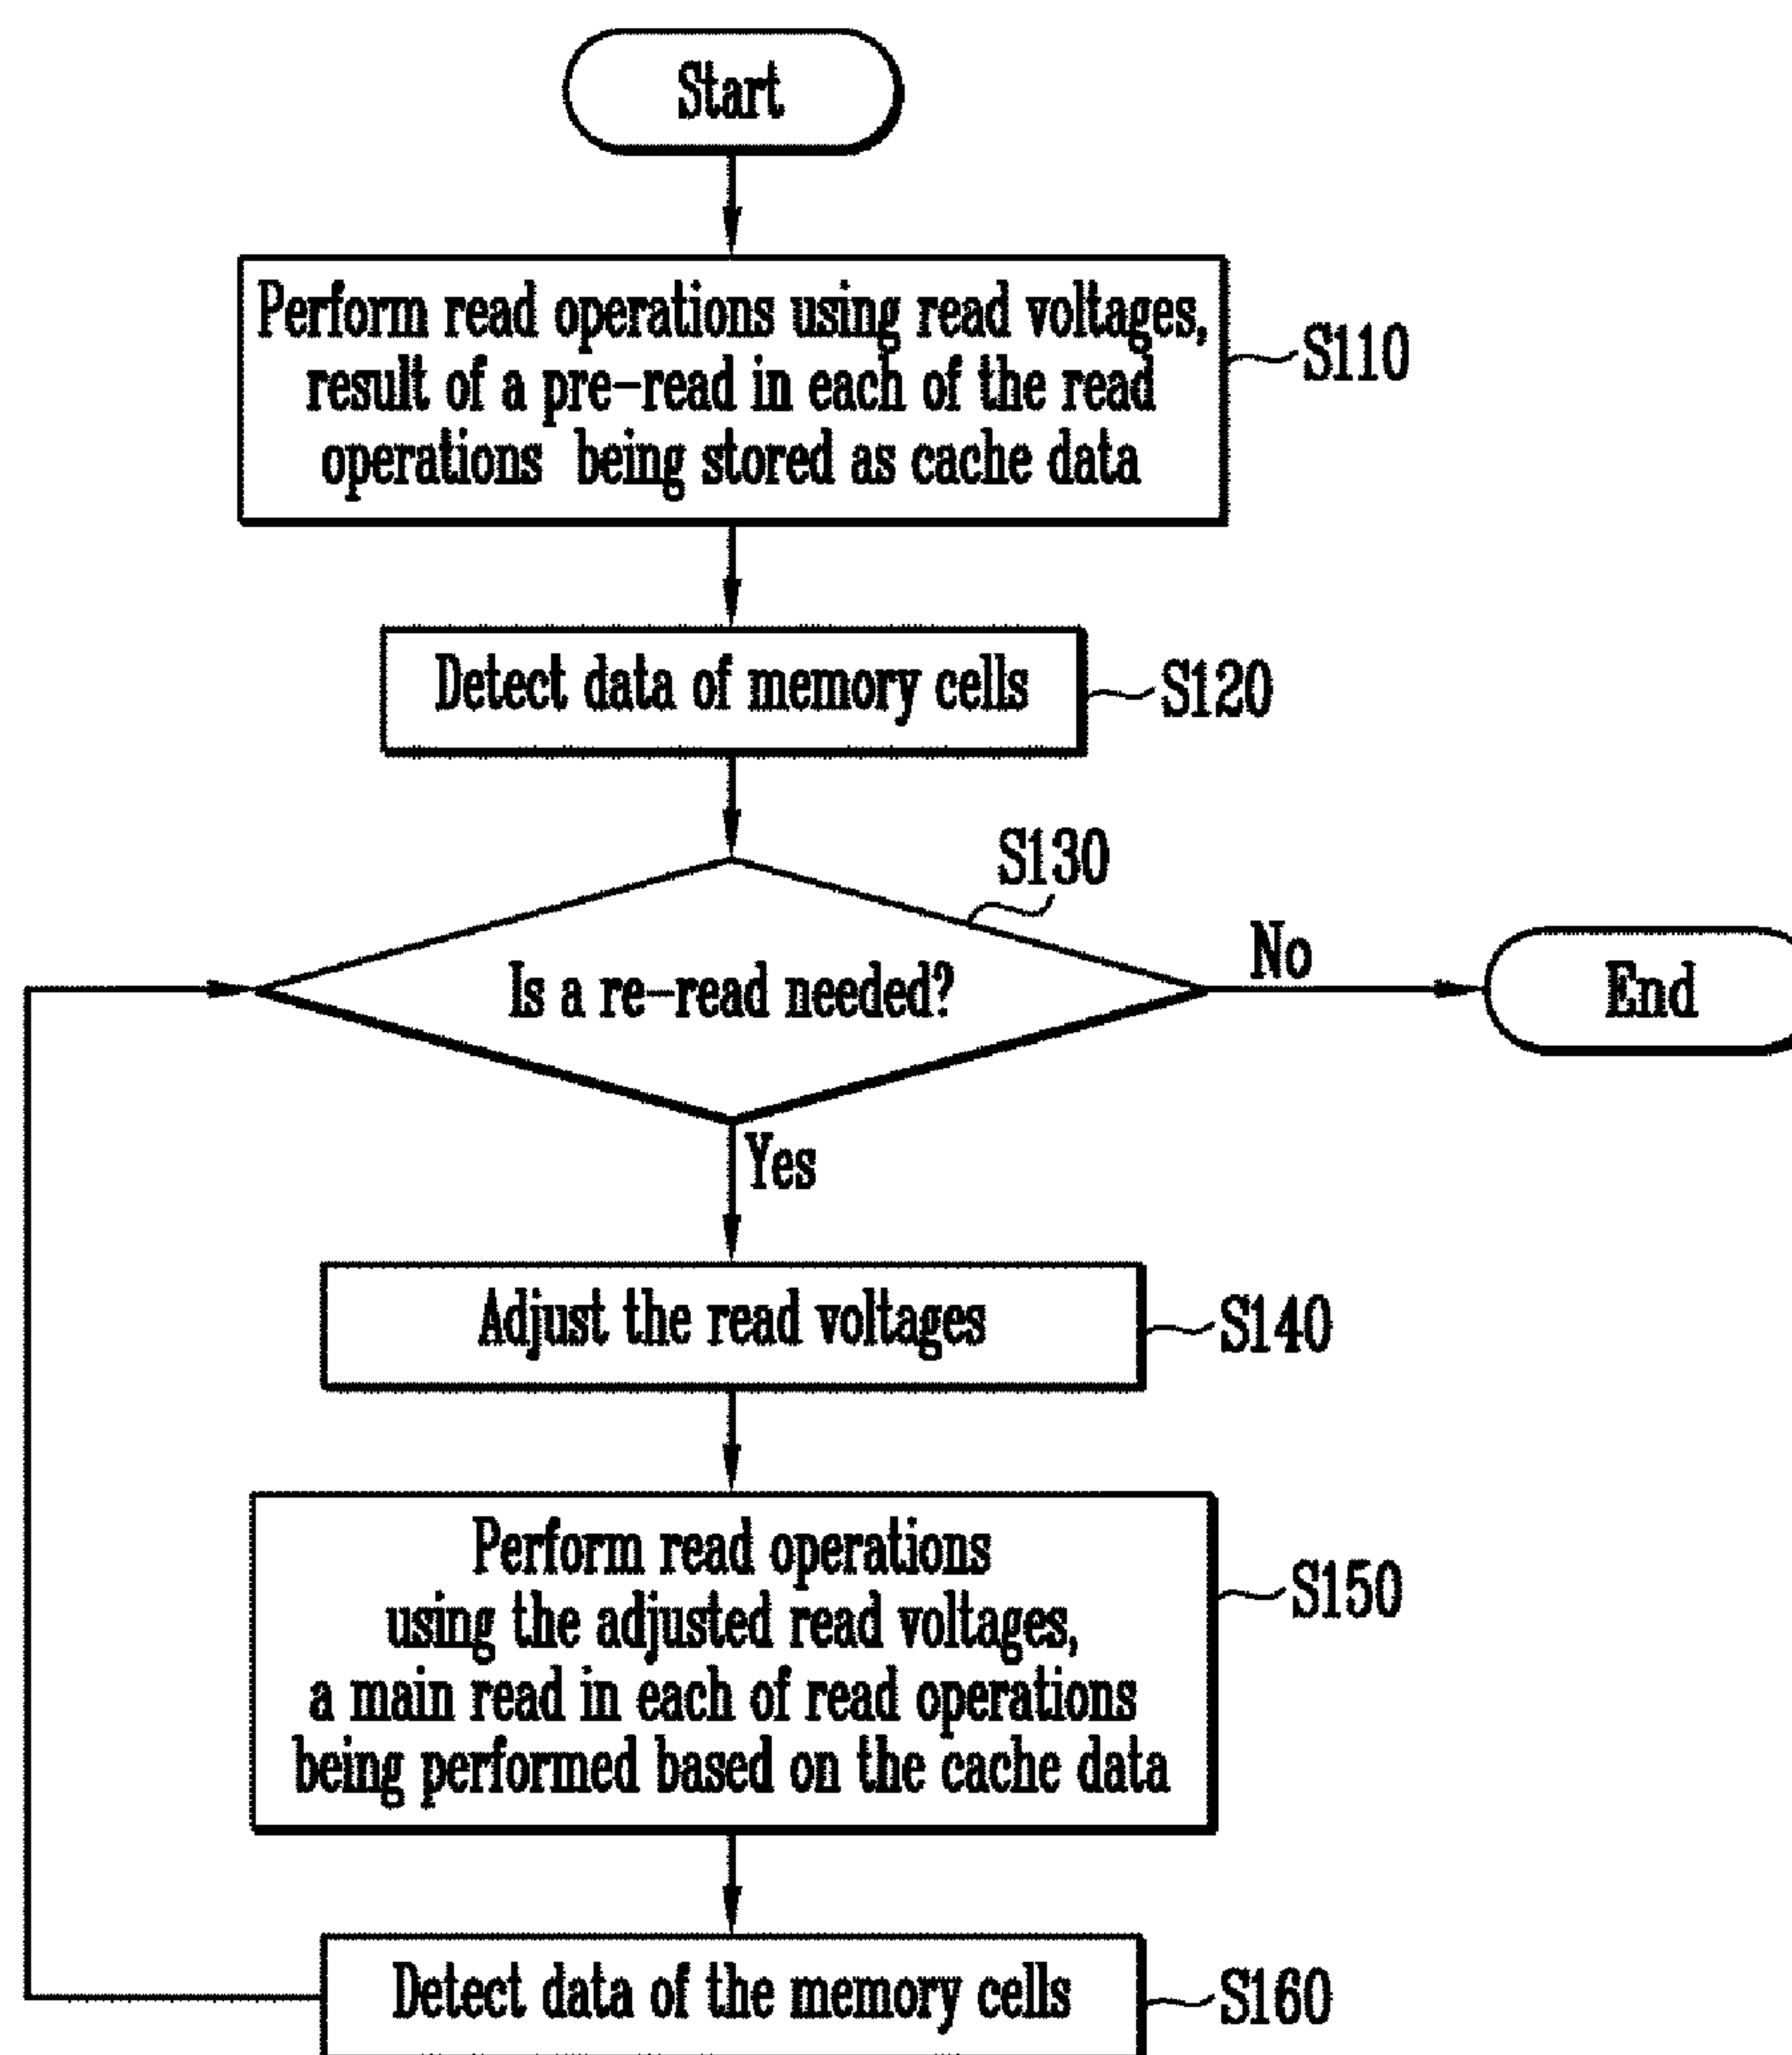 Start
Perform read operations using read voltages,
result of a pre-read in each of the read
operations being stored as cache data
S110
Detect data of memory cells
S120
S130
Is a re-read needed?
No
End
Yes
Adjust the read voltages
S140
Perform read operations
using the adjusted read voltages,
a main read in each of read operations
being performed based on the cache data
S150
Detect data of the memory cells
S160